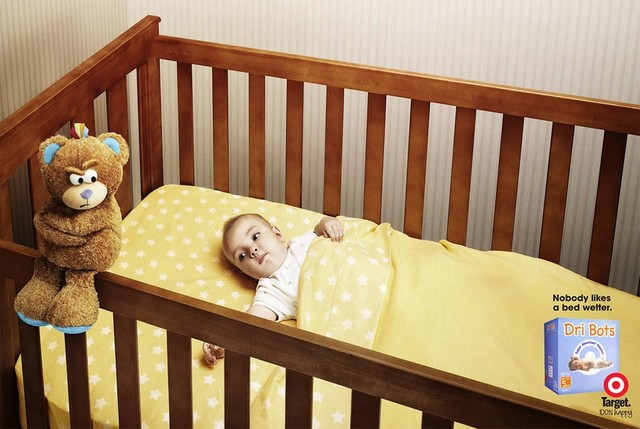 Nobody likes
a bed wetter.
Dri Bots
Target.
100% happy